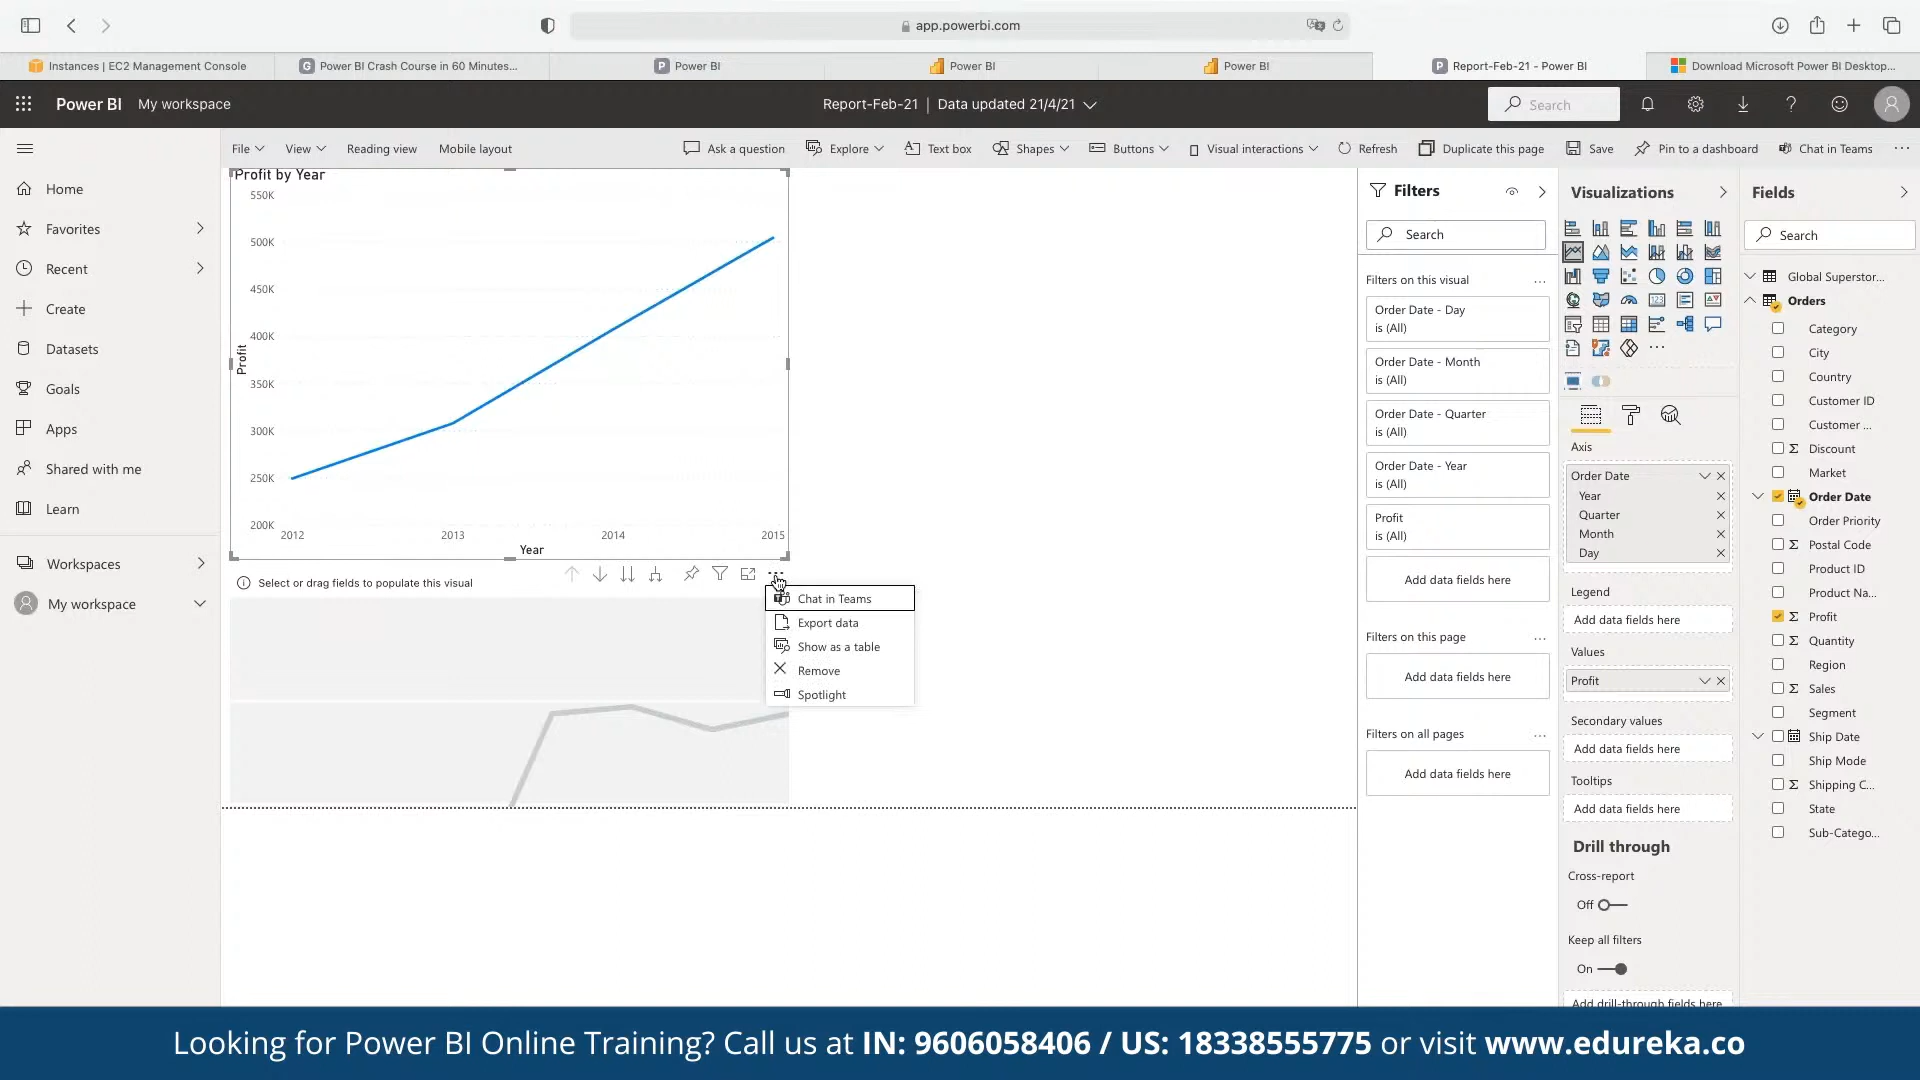 app.powerbi.com
Instances | EC2 Management Console
Power BI Crash Course in 60 Minutes...
Power BI
Power BI
Power BI
Report-Feb-21 - Power BI
Download Microsoft Power BI Desktop...
Power BI My workspace
Report-Feb-21 | Data updated 21/4/21
Search
File View Reading view Mobile layout
Ask a question Explore Text box Shapes Buttons Visual interactions Refresh Duplicate this page Save Pin to a dashboard Chat in Teams ...
Home
Favorites
Recent
Create
Datasets
Goals
Apps
Shared with me
Learn
Workspaces
My workspace
Profit by Year
550K
500K
450K
400K
350K
300K
250K
200K
Profit
2012 2013 2014 2015
Year
Select or drag fields to populate this visual
Chat in Teams
Export data
Show as a table
Remove
Spotlight
Filters
Search
Filters on this visual ...
Order Date - Day
is (All)
Order Date - Month
is (All)
Order Date - Quarter
is (All)
Order Date - Year
is (All)
Profit
is (All)
Add data fields here
Filters on this page ...
Add data fields here
Filters on all pages ...
Add data fields here
Visualizations
123
Axis
Order Date
Year
Quarter
Month
Day
Legend
Add data fields here
Values
Profit
Secondary values
Add data fields here
Tooltips
Add data fields here
Drill through
Cross-report
Off
Keep all filters
On
Add drill-through fields here
Fields
Search
Global Superstor...
Orders
Category
City
Country
Customer ID
Customer ...
Σ Discount
Market
Order Date
Order Priority
Σ Postal Code
Product ID
Product Na...
Σ Profit
Σ Quantity
Region
Σ Sales
Segment
Ship Date
Ship Mode
Σ Shipping C...
State
Sub-Catego...
Looking for Power BI Online Training? Call us at IN: 9606058406 / US: 18338555775 or visit www.edureka.co